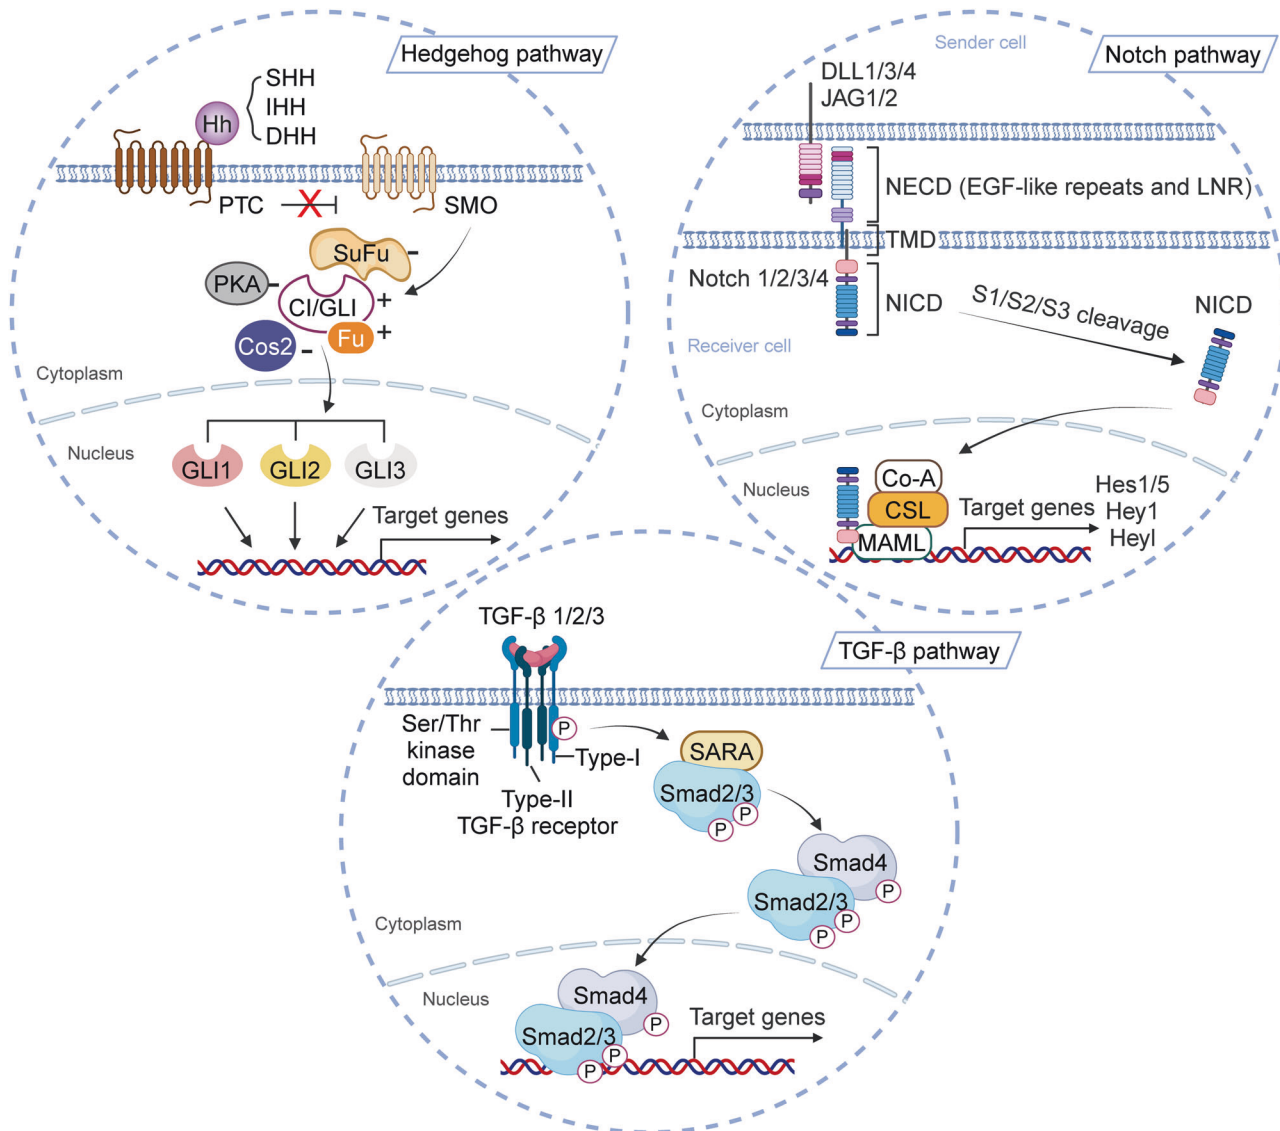 Hedgehog pathway
SHH
IHH
DHH
Hh
PTC
X
SMO
SuFu
-
PKA
-
CI/GLI
+
Cos2
-
Fu
+
Cytoplasm
Nucleus
GLI1
GLI2
GLI3
Target genes
Sender cell
Notch pathway
DLL1/3/4
JAG1/2
NECD (EGF-like repeats and LNR)
TMD
Notch 1/2/3/4
NICD
S1/S2/S3 cleavage
NICD
Receiver cell
Cytoplasm
Nucleus
Co-A
CSL
MAML
Target genes
Hes1/5
Hey1
Heyl
TGF-β pathway
TGF-β 1/2/3
Ser/Thr
kinase
domain
P
Type-I
Type-II
TGF-β receptor
SARA
Smad2/3
P
P
Smad4
P
Smad2/3
P
P
Cytoplasm
Nucleus
Smad4
P
Smad2/3
P
P
Target genes